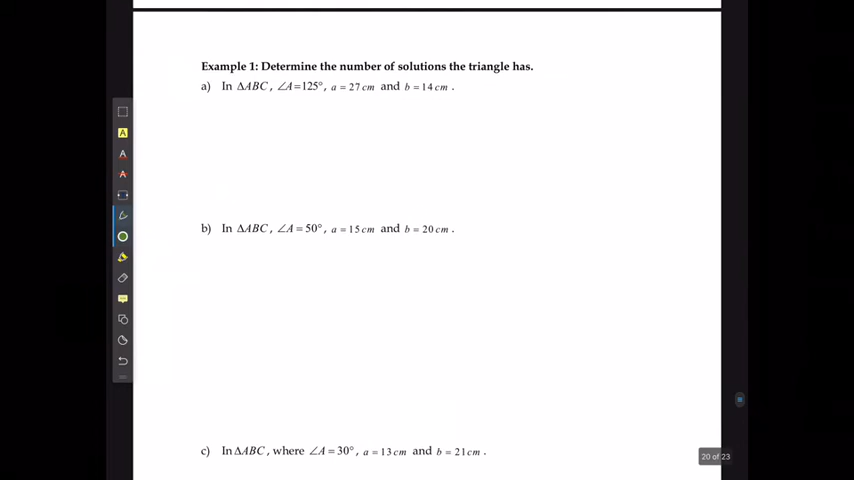 Example 1: Determine the number of solutions the triangle has.
a) In ΔABC, ∠A=125°, a = 27 cm and b = 14 cm .
b) In ΔABC, ∠A = 50°, a = 15 cm and b = 20 cm .
c) In ΔABC, where ∠A = 30°, a = 13 cm and b = 21 cm .
20 of 23